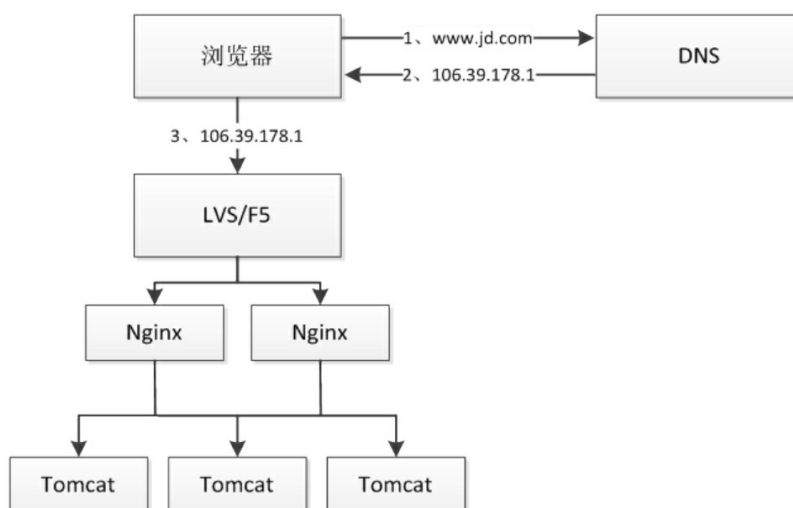 浏览器
1、www.jd.com
DNS
2、106.39.178.1
3、106.39.178.1
LVS/F5
Nginx
Nginx
Tomcat
Tomcat
Tomcat